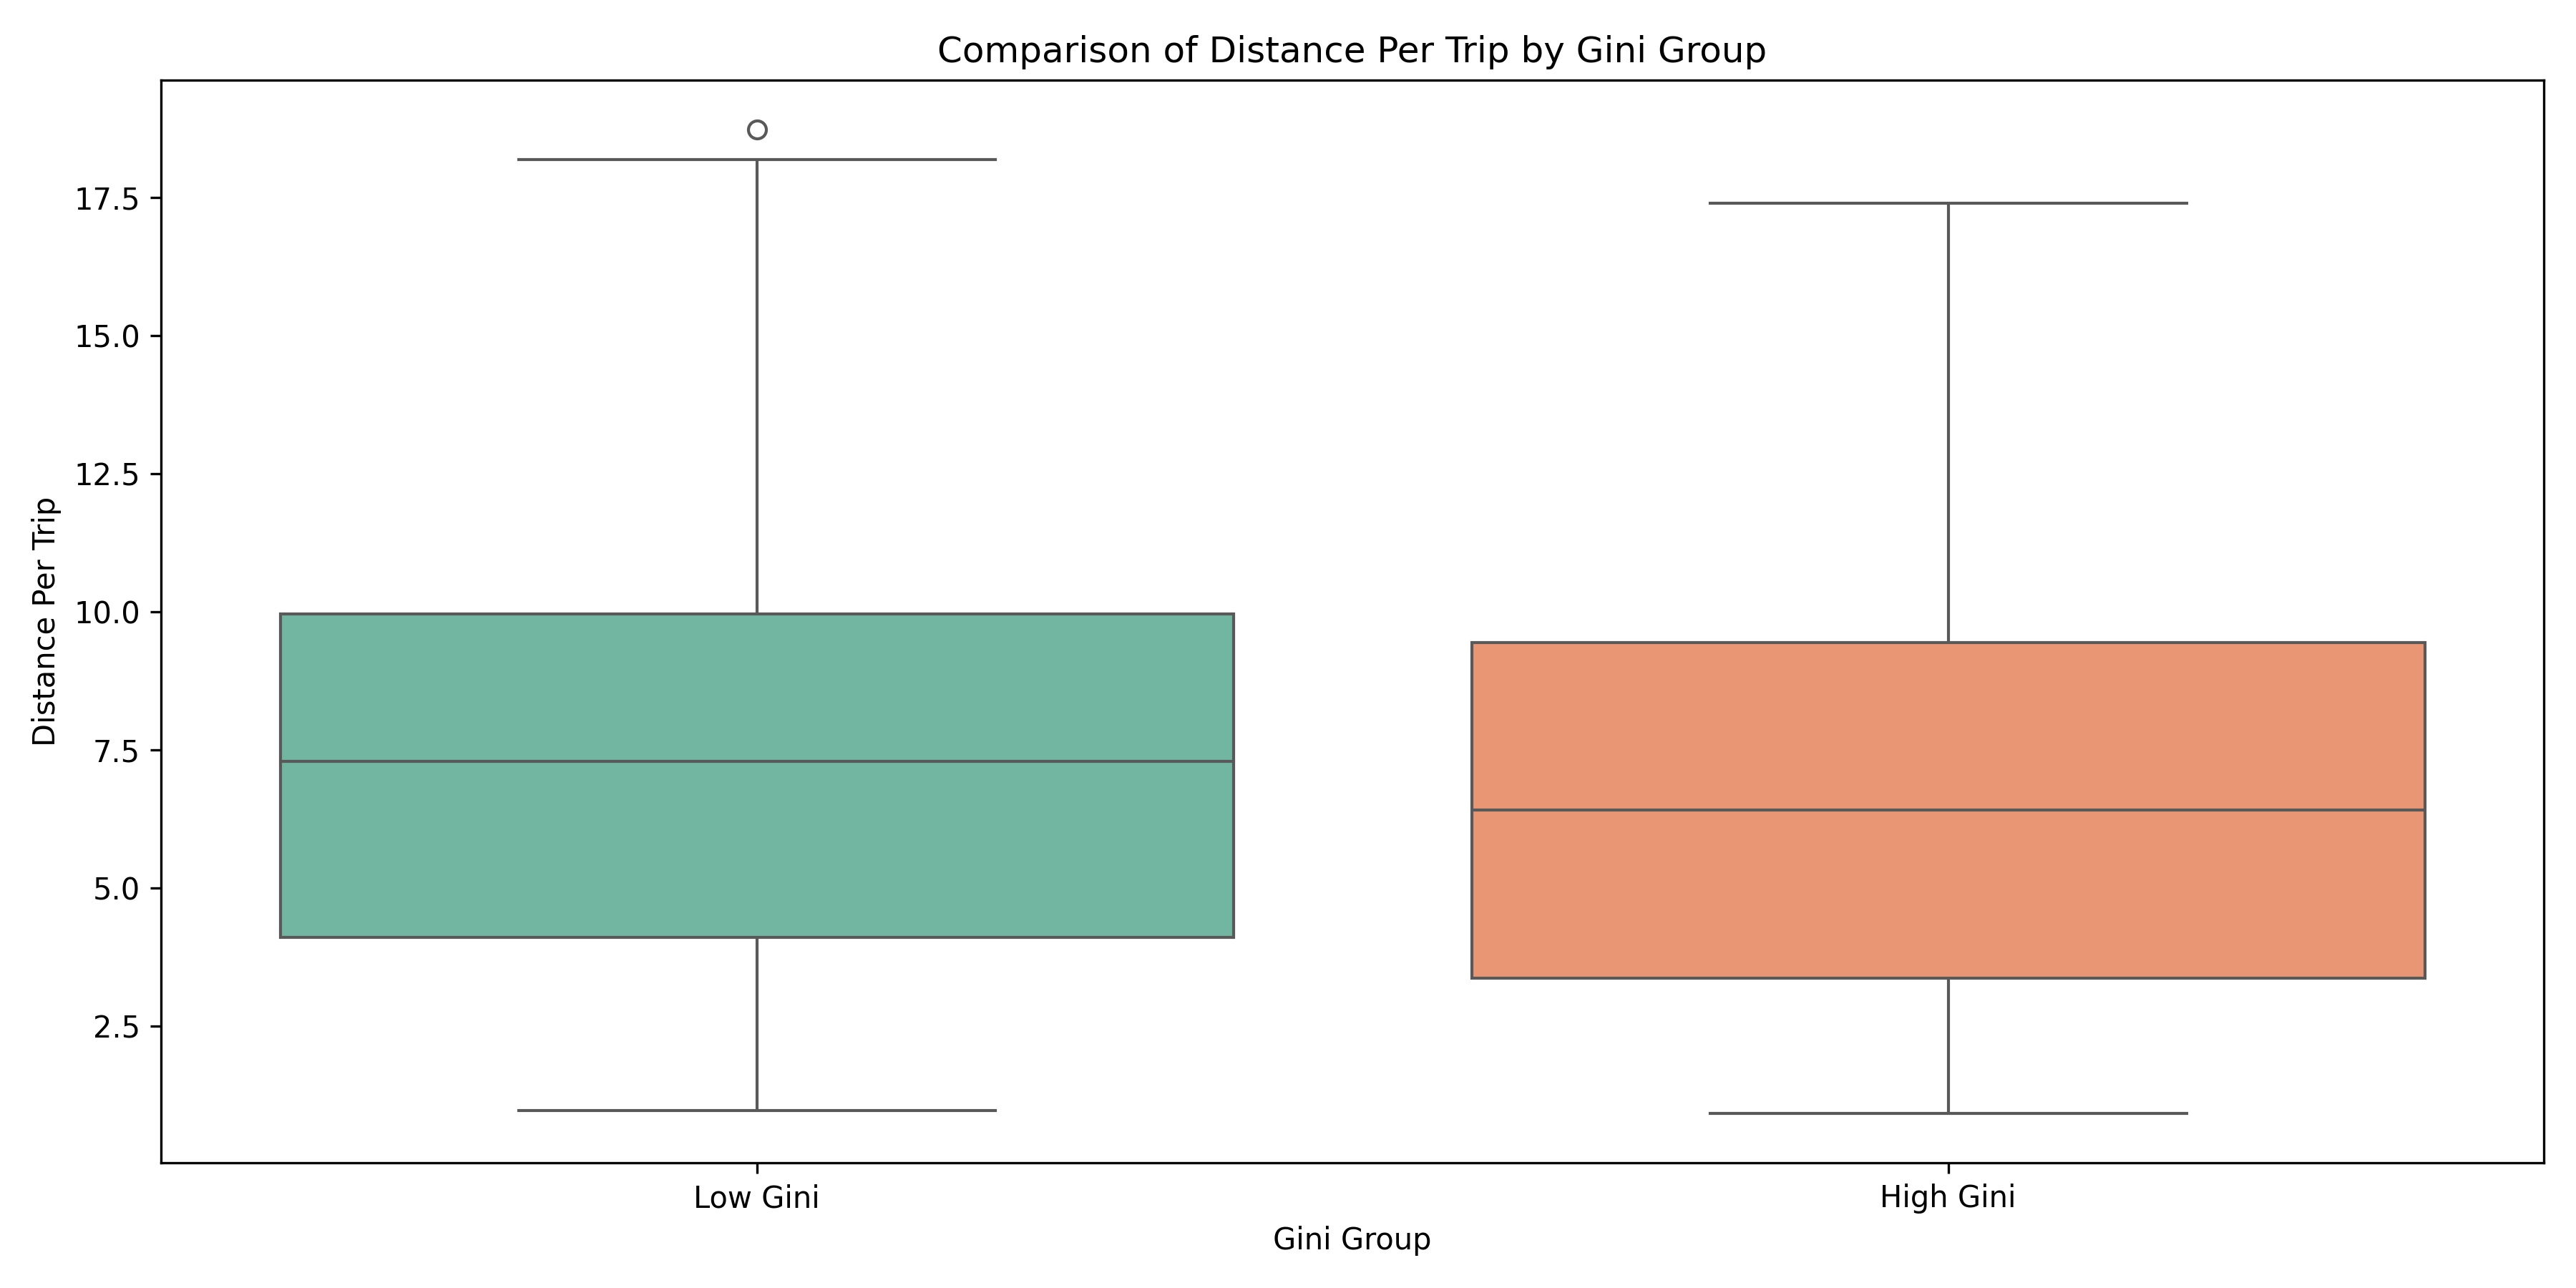 Comparison of Distance Per Trip by Gini Group
Distance Per Trip
17.5
15.0
12.5
10.0
7.5
5.0
2.5
Low Gini
High Gini
Gini Group